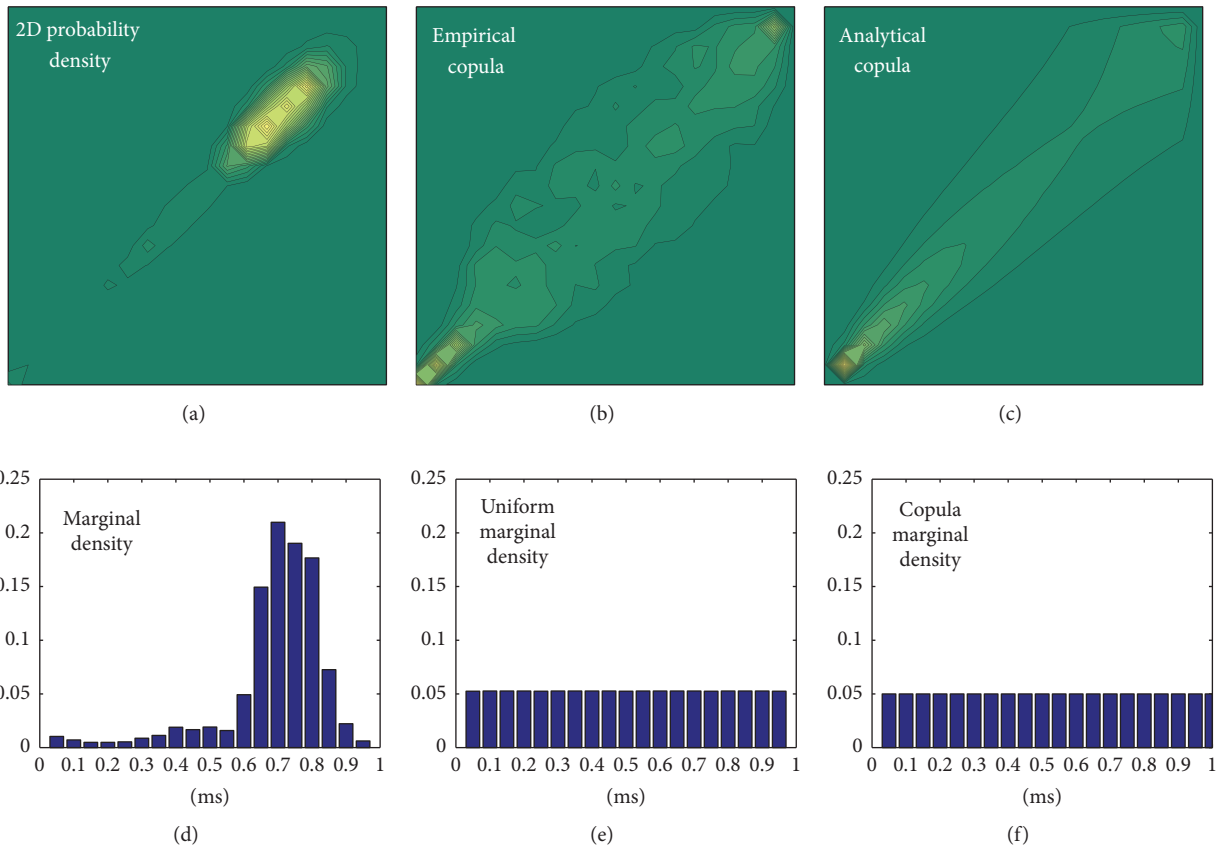 2D probability
density
Empirical
copula
Analytical
copula
(a)
(b)
(c)
0.25
0.2
0.15
0.1
0.05
0
Marginal
density
0 0.1 0.2 0.3 0.4 0.5 0.6 0.7 0.8 0.9 1
(ms)
(d)
0.25
0.2
0.15
0.1
0.05
0
Uniform
marginal
density
0 0.1 0.2 0.3 0.4 0.5 0.6 0.7 0.8 0.9 1
(ms)
(e)
0.25
0.2
0.15
0.1
0.05
0
Copula
marginal
density
0 0.1 0.2 0.3 0.4 0.5 0.6 0.7 0.8 0.9 1
(ms)
(f)